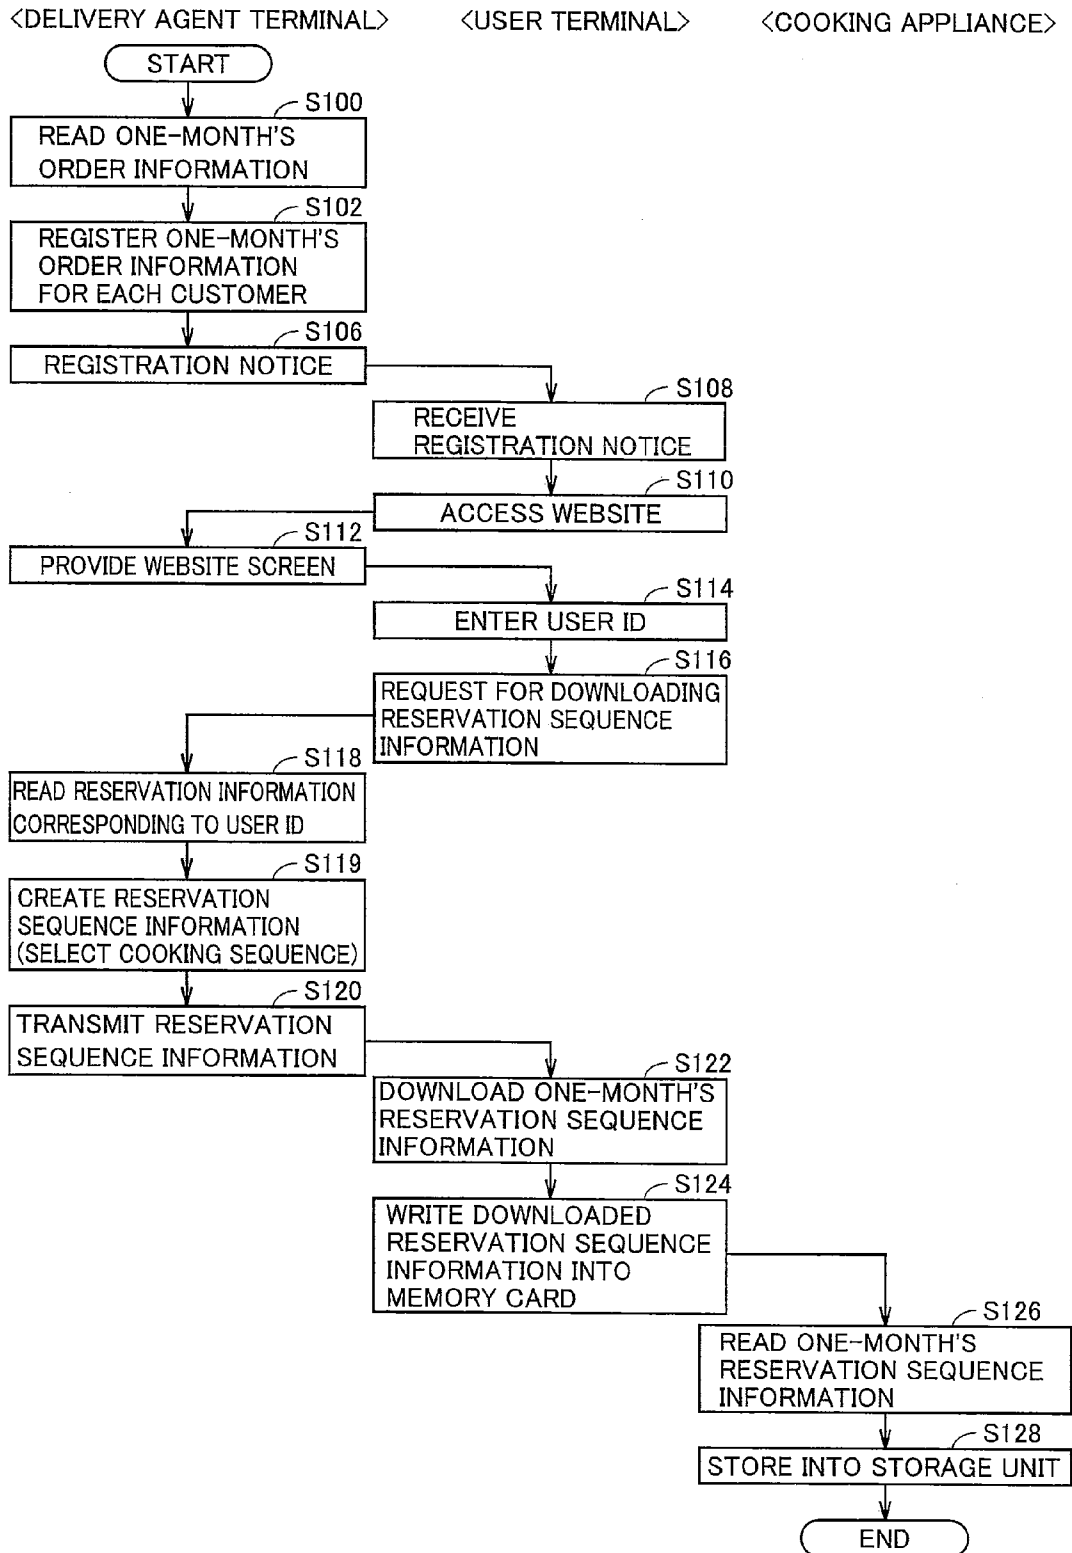 <DELIVERY AGENT TERMINAL> <USER TERMINAL> <COOKING APPLIANCE>
START
S100
READ ONE-MONTH'S
ORDER INFORMATION
S102
REGISTER ONE-MONTH'S
ORDER INFORMATION
FOR EACH CUSTOMER
S106
REGISTRATION NOTICE
S108
RECEIVE
REGISTRATION NOTICE
S110
ACCESS WEBSITE
S112
PROVIDE WEBSITE SCREEN
S114
ENTER USER ID
S116
REQUEST FOR DOWNLOADING
RESERVATION SEQUENCE
INFORMATION
S118
READ RESERVATION INFORMATION
CORRESPONDING TO USER ID
S119
CREATE RESERVATION
SEQUENCE INFORMATION
(SELECT COOKING SEQUENCE)
S120
TRANSMIT RESERVATION
SEQUENCE INFORMATION
S122
DOWNLOAD ONE-MONTH'S
RESERVATION SEQUENCE
INFORMATION
S124
WRITE DOWNLOADED
RESERVATION SEQUENCE
INFORMATION INTO
MEMORY CARD
S126
READ ONE-MONTH'S
RESERVATION SEQUENCE
INFORMATION
S128
STORE INTO STORAGE UNIT
END